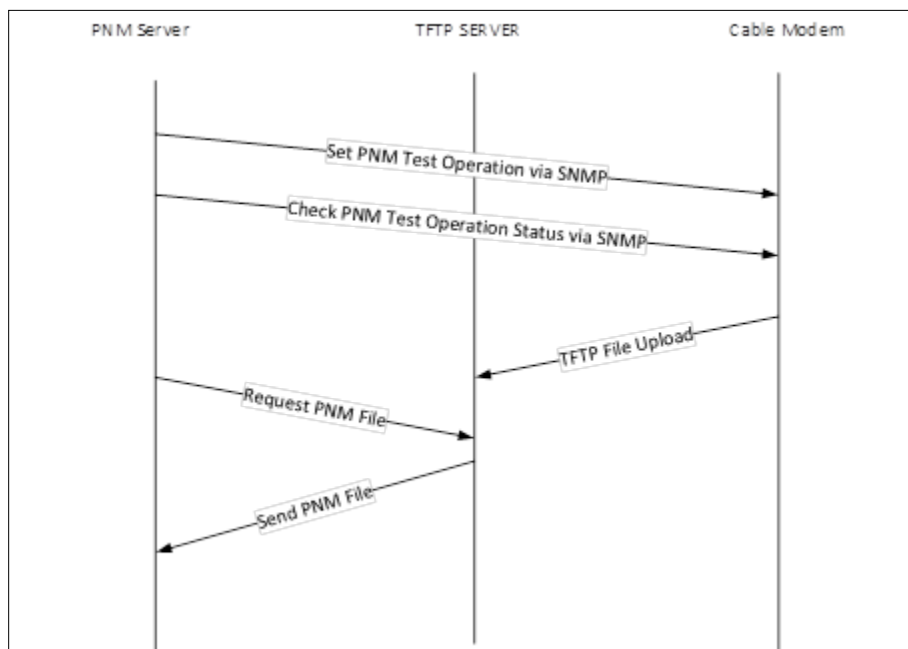 PNM Server
TFTP SERVER
Cable Modem
Set PNM Test Operation via SNMP
Check PNM Test Operation Status via SNMP
TFTP File Upload
Request PNM File
Send PNM File